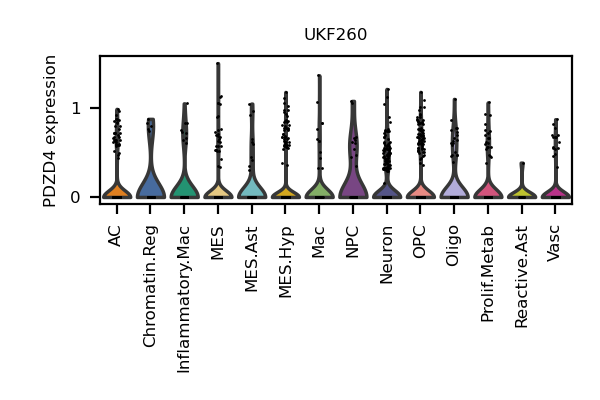 UKF260
PDZD4 expression
1
0
AC
Chromatin.Reg
Inflammatory.Mac
MES
MES.Ast
MES.Hyp
Mac
NPC
Neuron
OPC
Oligo
Prolif.Metab
Reactive.Ast
Vasc